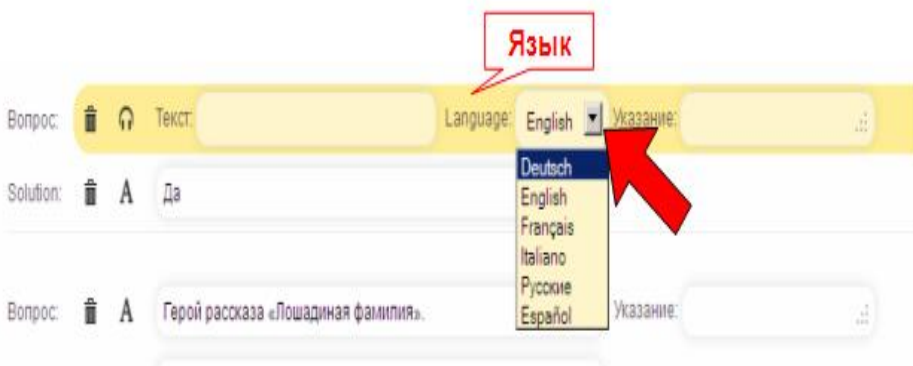 Язык
Вопрос: Текст: Language: English Указание:
Deutsch
Solution: A Да
English
Français
Italiano
Русские
Вопрос: A Герой рассказа «Лошадиная фамилия». Указание:
Español